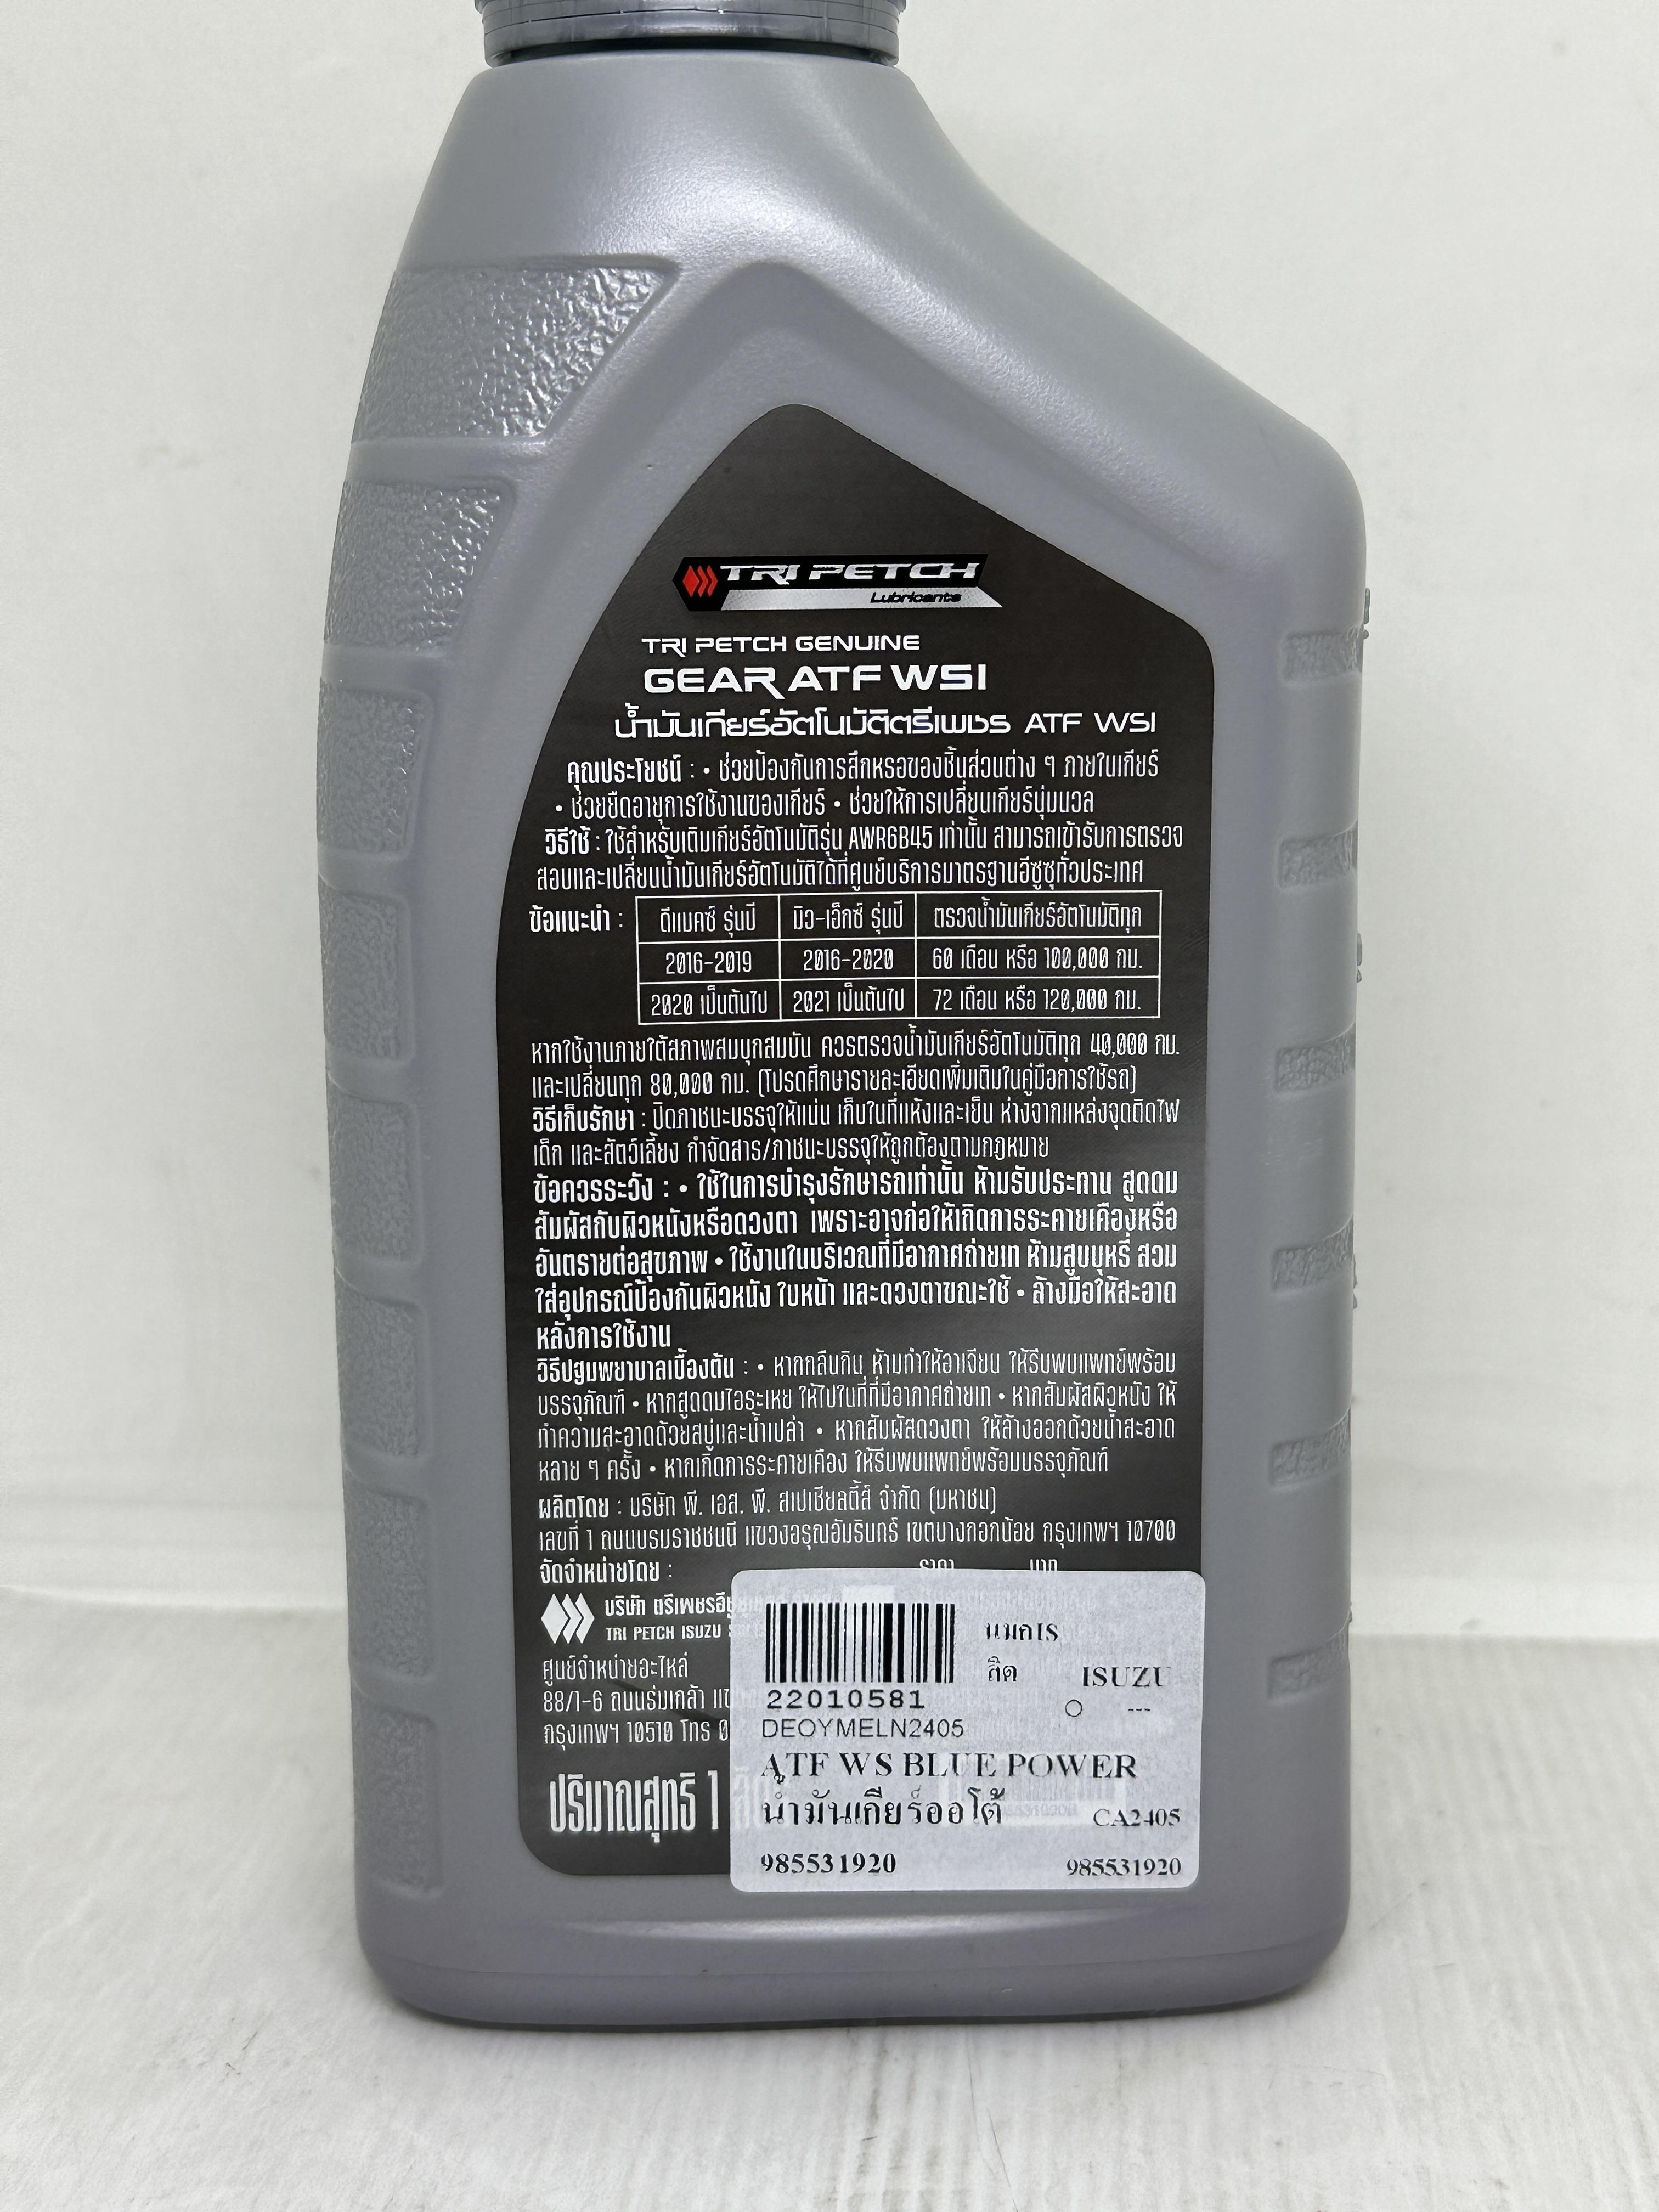 TRI PETCH
Lubricants
TRI PETCH GENUINE
GEAR ATF WSI
น้ำมันเกียร์อัตโนมัติตรีเพชร ATF WSI
คุณประโยชน์ : • ช่วยป้องกันการสึกหรอของชิ้นส่วนต่าง ๆ ภายในเกียร์
• ช่วยยืดอายุการใช้งานของเกียร์ • ช่วยให้การเปลี่ยนเกียร์นุ่มนวล
วิธีใช้ : ใช้สำหรับเติมเกียร์อัตโนมัติรุ่น AWR6B45 เท่านั้น สามารถเข้ารับการตรวจ
สอบและเปลี่ยนน้ำมันเกียร์อัตโนมัติได้ที่ศูนย์บริการมาตรฐานอีซูซุทั่วประเทศ
ข้อแนะนำ : ดีแมคซ์ รุ่นปี มิว-เอ็กซ์ รุ่นปี ตรวจน้ำมันเกียร์อัตโนมัติทุก
2016-2019 2016-2020 60 เดือน หรือ 100,000 กม.
2020 เป็นต้นไป 2021 เป็นต้นไป 72 เดือน หรือ 120,000 กม.
หากใช้งานภายใต้สภาพสมบุกสมบัน ควรตรวจน้ำมันเกียร์อัตโนมัติทุก 40,000 กม.
และเปลี่ยนทุก 80,000 กม. (โปรดศึกษารายละเอียดเพิ่มเติมในคู่มือการใช้รถ)
วิธีเก็บรักษา : ปิดภาชนะบรรจุให้แน่น เก็บในที่แห้งและเย็น ห่างจากแหล่งจุดติดไฟ
เด็ก และสัตว์เลี้ยง กำจัดสาร/ภาชนะบรรจุให้ถูกต้องตามกฎหมาย
ข้อควรระวัง : • ใช้ในการบำรุงรักษารถเท่านั้น ห้ามรับประทาน สูดดม
สัมผัสกับผิวหนังหรือดวงตา เพราะอาจก่อให้เกิดการระคายเคืองหรือ
อันตรายต่อสุขภาพ • ใช้งานในบริเวณที่มีอากาศถ่ายเท ห้ามสูบบุหรี่ สวม
ใส่อุปกรณ์ป้องกันผิวหนัง ใบหน้า และดวงตาขณะใช้ • ล้างมือให้สะอาด
หลังการใช้งาน
วิธีปฐมพยาบาลเบื้องต้น : • หากกลืนกิน ห้ามทำให้อาเจียน ให้รีบพบแพทย์พร้อม
บรรจุภัณฑ์ • หากสูดดมไอระเหย ให้ไปในที่ที่มีอากาศถ่ายเท • หากสัมผัสผิวหนัง ให้
ทำความสะอาดด้วยสบู่และน้ำเปล่า • หากสัมผัสดวงตา ให้ล้างออกด้วยน้ำสะอาด
หลาย ๆ ครั้ง • หากเกิดการระคายเคือง ให้รีบพบแพทย์พร้อมบรรจุภัณฑ์
ผลิตโดย : บริษัท พี. เอส. พี. สเปเชียลตี้ส์ จำกัด (มหาชน)
เลขที่ 1 ถนนบรมราชชนนี แขวงอรุณอัมรินทร์ เขตบางกอกน้อย กรุงเทพฯ 10700
จัดจำหน่ายโดย : ราคา บาท
บริษัท ตรีเพชรอีซูซุ
TRI PETCH ISUZU
ศูนย์จำหน่ายอะไหล่
88/1-6 ถนนร่มเกล้า
กรุงเทพฯ 10510 โทร 0
ปริมาณสุทธิ 1
22010581
DEOYMELN2405
ISUZU
ATF WS BLUE POWER
น้ำมันเกียร์ออโต้
CA2405
985531920 985531920